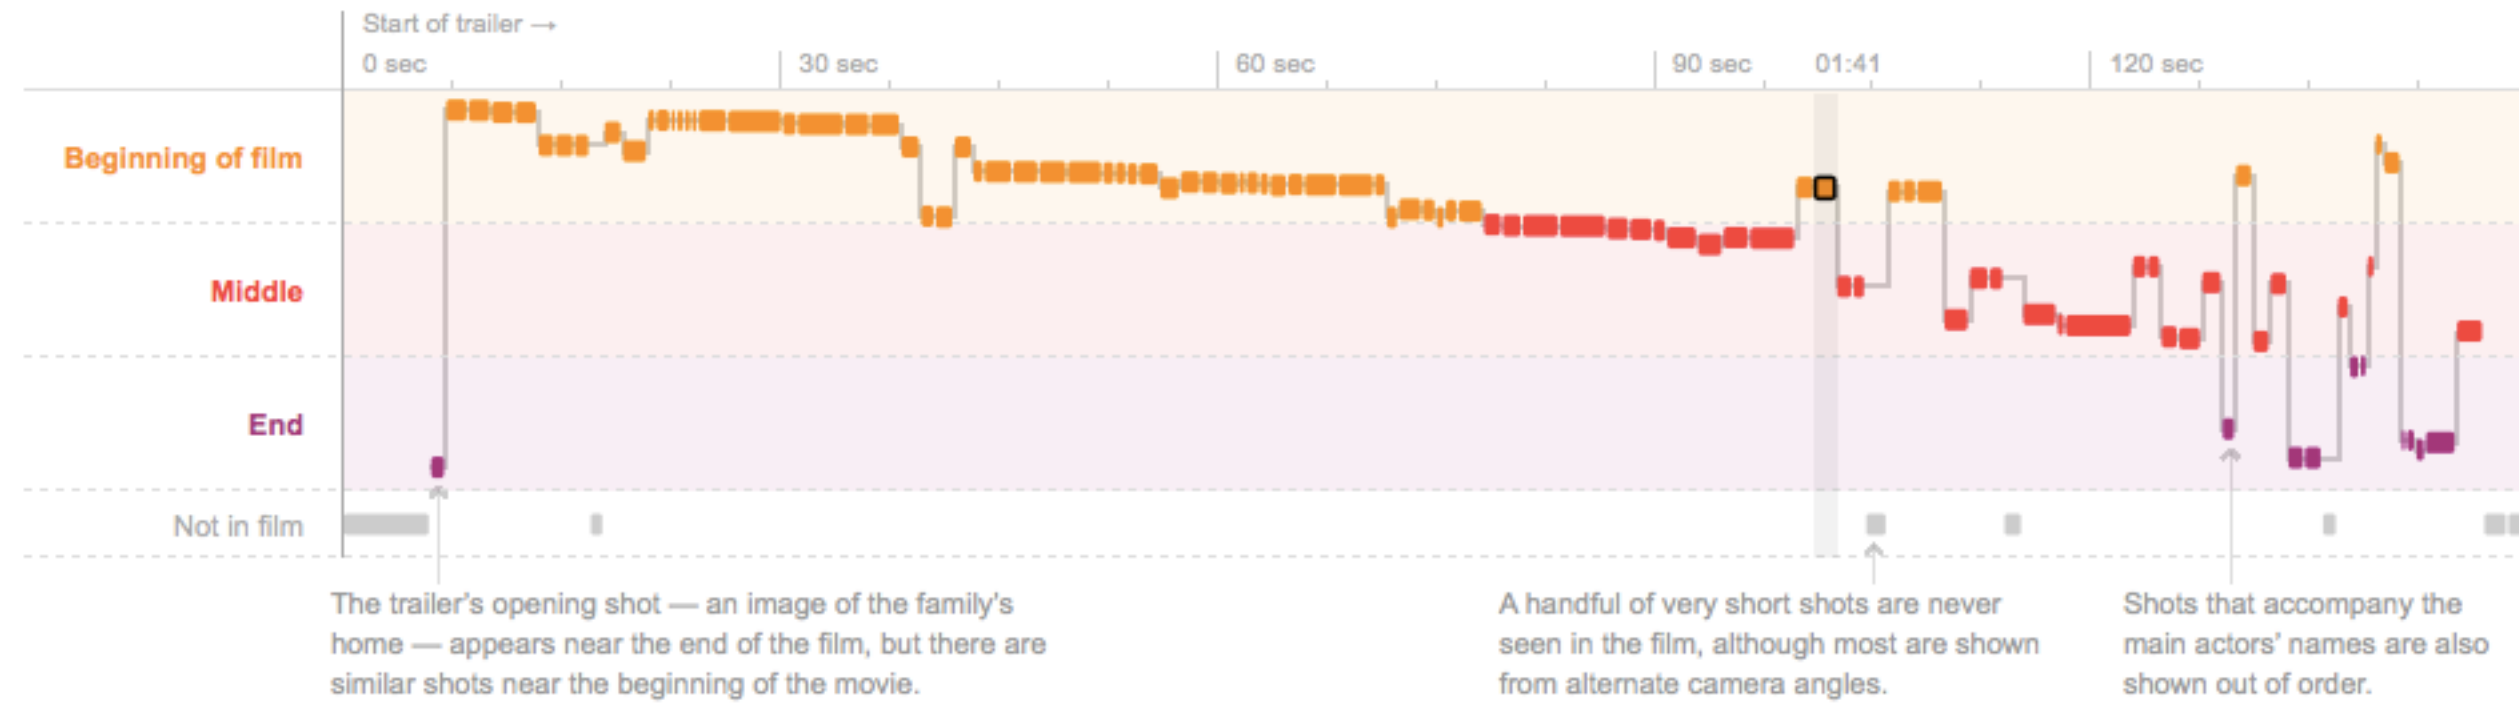 Start of trailer →
0 sec
30 sec
60 sec
90 sec
01:41
120 sec
Beginning of film
Middle
End
Not in film
The trailer's opening shot — an image of the family's
home — appears near the end of the film, but there are
similar shots near the beginning of the movie.
A handful of very short shots are never
seen in the film, although most are shown
from alternate camera angles.
Shots that accompany the
main actors' names are also
shown out of order.